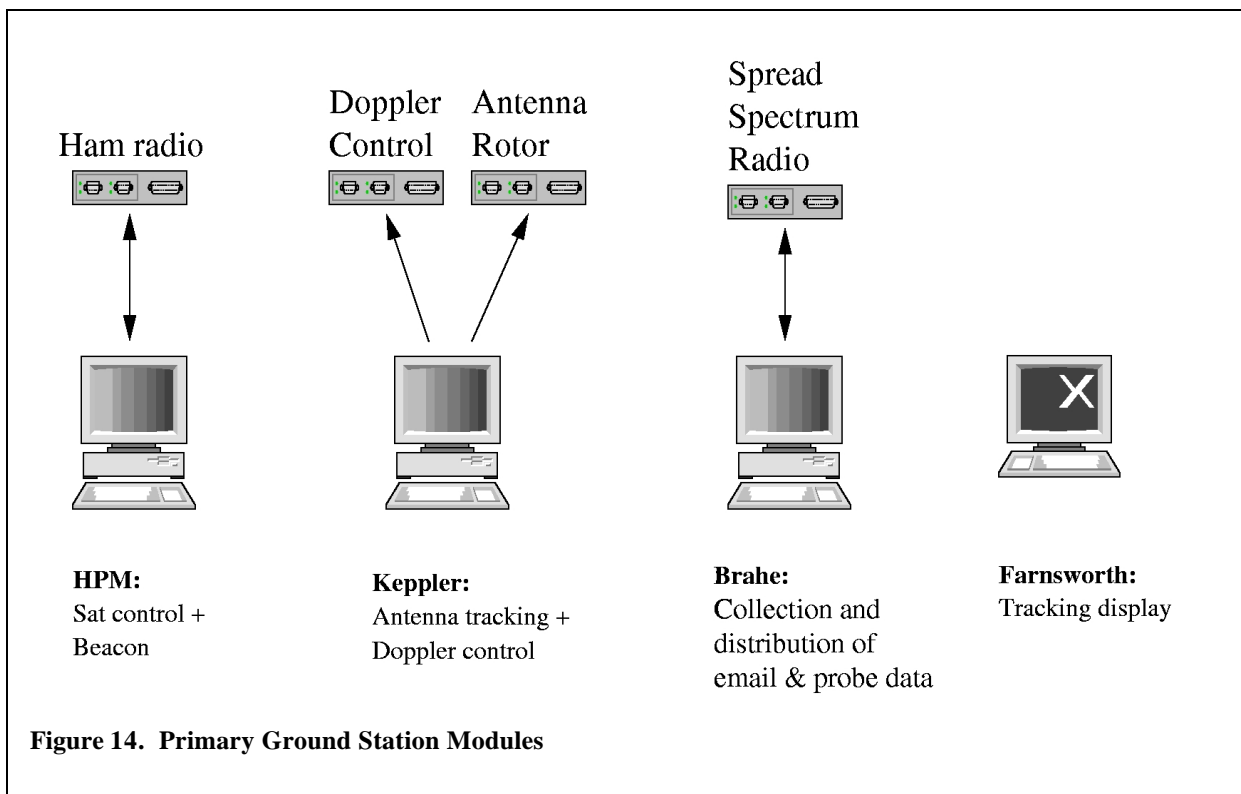 Ham radio
Doppler
Control
Antenna
Rotor
Spread
Spectrum
Radio
X
HPM:
Sat control +
Beacon
Keppler:
Antenna tracking +
Doppler control
Brahe:
Collection and
distribution of
email & probe data
Farnsworth:
Tracking display
Figure 14. Primary Ground Station Modules